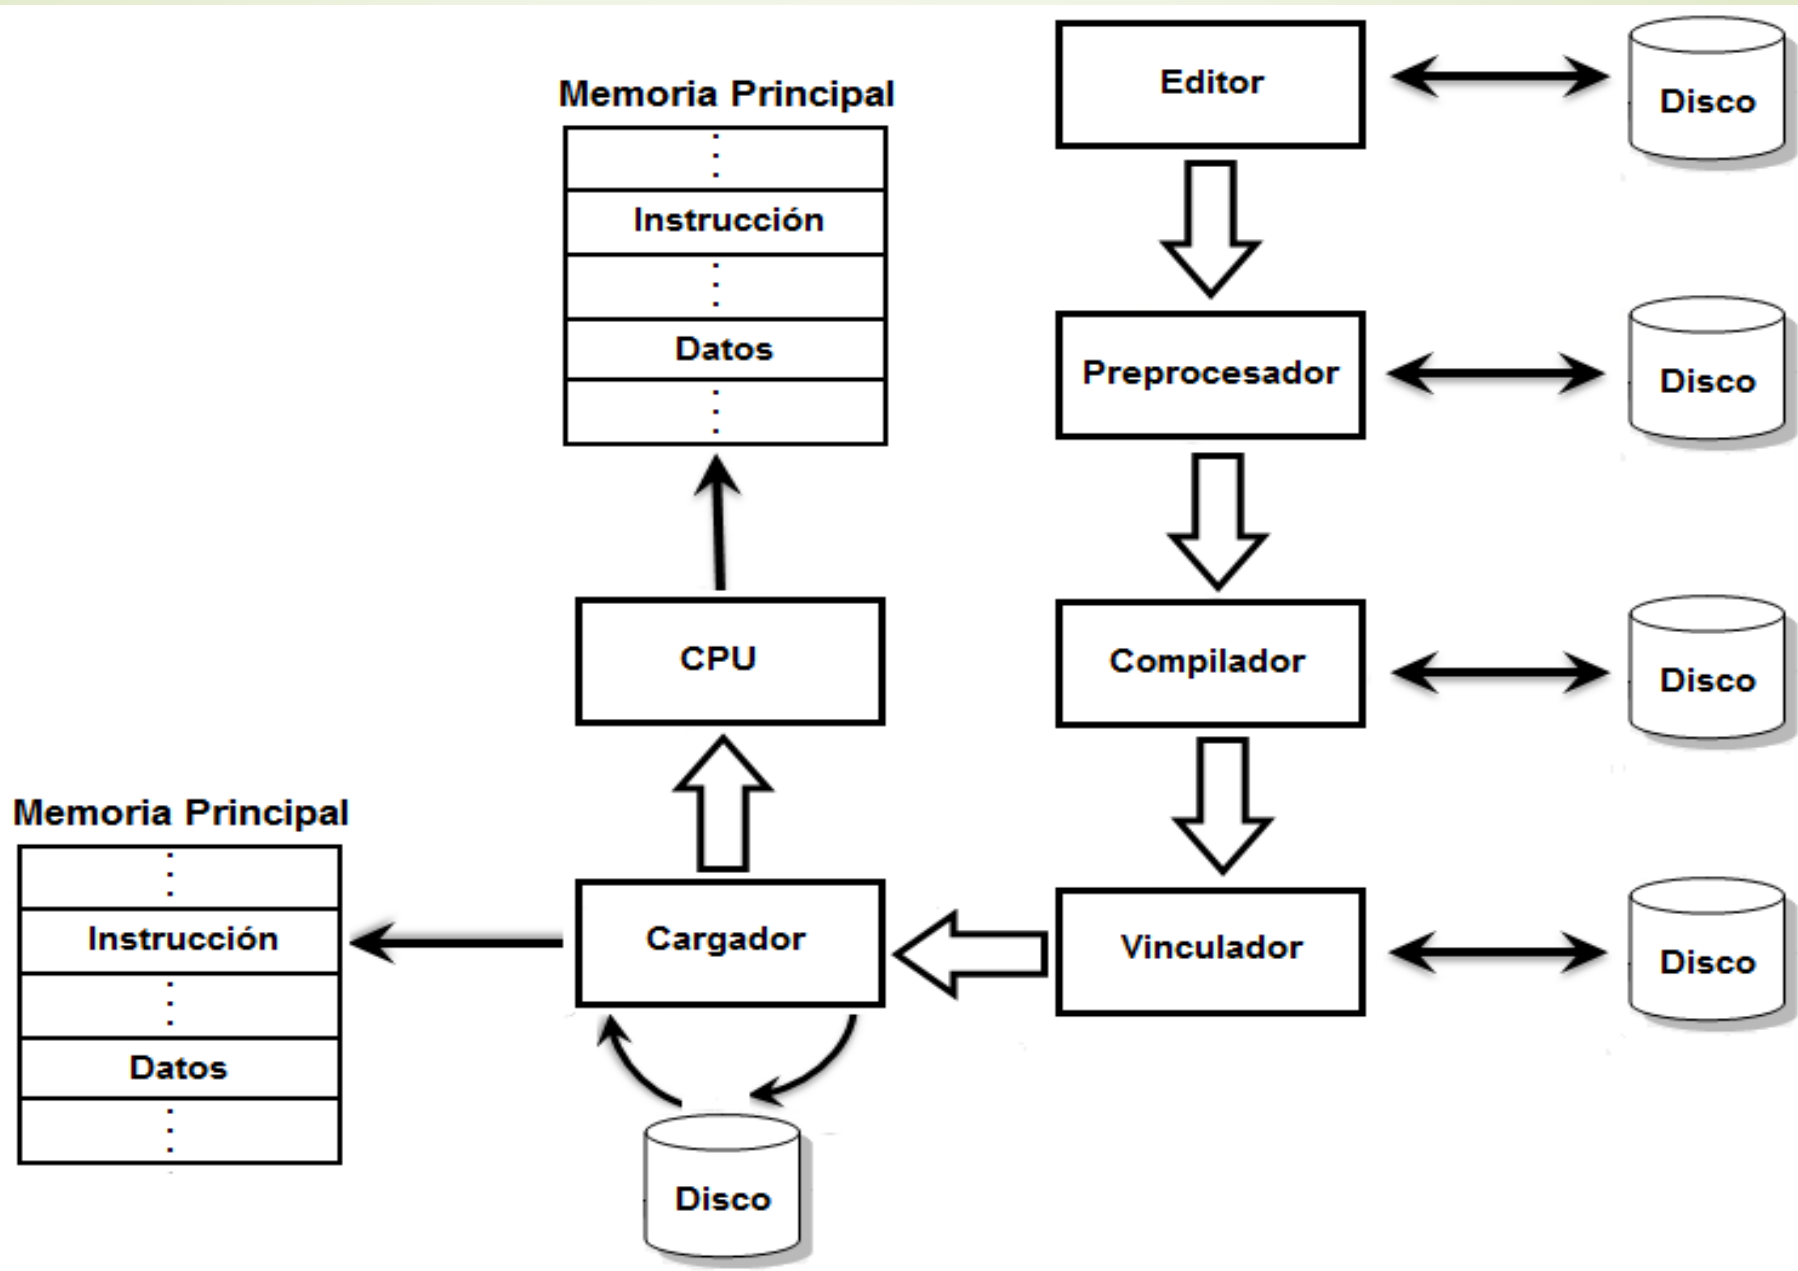 Editor
Disco
Memoria Principal
⋮
Instrucción
⋮
Datos
⋮
Preprocesador
Disco
CPU
Compilador
Disco
Memoria Principal
⋮
Instrucción
⋮
Datos
⋮
Cargador
Vinculador
Disco
Disco